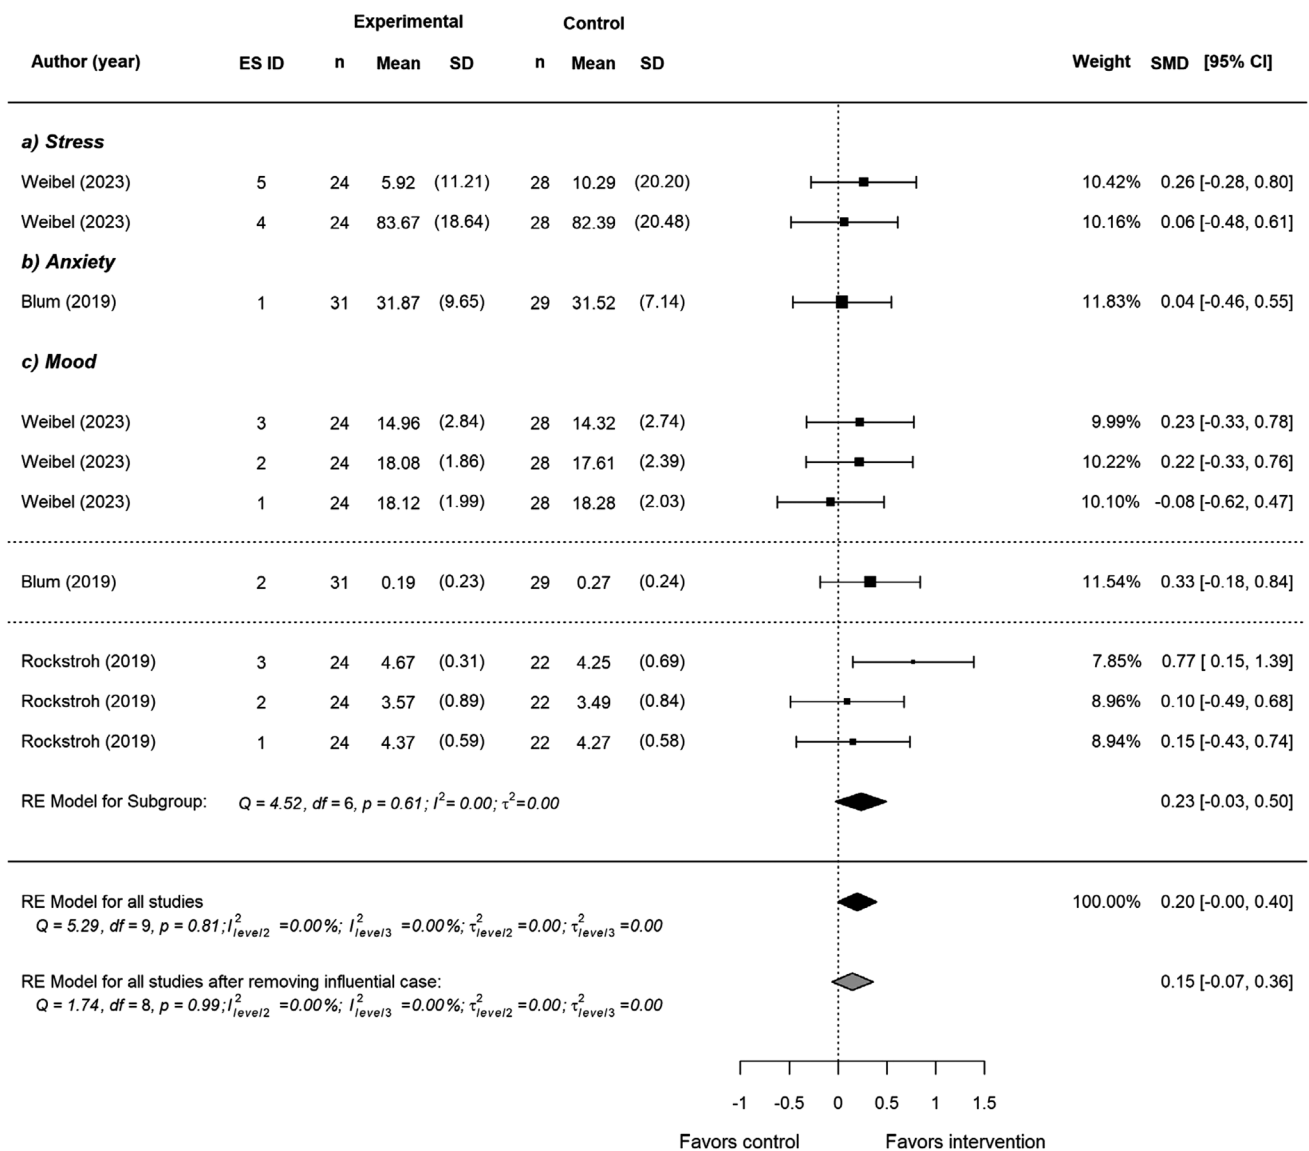 Experimental Control
Author (year) ES ID n Mean SD n Mean SD Weight SMD [95% CI]
a) Stress
Weibel (2023) 5 24 5.92 (11.21) 28 10.29 (20.20) 10.42% 0.26 [-0.28, 0.80]
Weibel (2023) 4 24 83.67 (18.64) 28 82.39 (20.48) 10.16% 0.06 [-0.48, 0.61]
b) Anxiety
Blum (2019) 1 31 31.87 (9.65) 29 31.52 (7.14) 11.83% 0.04 [-0.46, 0.55]
c) Mood
Weibel (2023) 3 24 14.96 (2.84) 28 14.32 (2.74) 9.99% 0.23 [-0.33, 0.78]
Weibel (2023) 2 24 18.08 (1.86) 28 17.61 (2.39) 10.22% 0.22 [-0.33, 0.76]
Weibel (2023) 1 24 18.12 (1.99) 28 18.28 (2.03) 10.10% -0.08 [-0.62, 0.47]
Blum (2019) 2 31 0.19 (0.23) 29 0.27 (0.24) 11.54% 0.33 [-0.18, 0.84]
Rockstroh (2019) 3 24 4.67 (0.31) 22 4.25 (0.69) 7.85% 0.77 [ 0.15, 1.39]
Rockstroh (2019) 2 24 3.57 (0.89) 22 3.49 (0.84) 8.96% 0.10 [-0.49, 0.68]
Rockstroh (2019) 1 24 4.37 (0.59) 22 4.27 (0.58) 8.94% 0.15 [-0.43, 0.74]
RE Model for Subgroup: Q = 4.52, df = 6, p = 0.61; I²= 0.00; τ²=0.00 0.23 [-0.03, 0.50]
RE Model for all studies 100.00% 0.20 [-0.00, 0.40]
Q = 5.29, df = 9, p = 0.81; I²level2 =0.00%; I²level3 =0.00%; τ²level2 =0.00; τ²level3 =0.00
RE Model for all studies after removing influential case: 0.15 [-0.07, 0.36]
Q = 1.74, df = 8, p = 0.99; I²level2 =0.00%; I²level3 =0.00%; τ²level2 =0.00; τ²level3 =0.00
-1 -0.5 0 0.5 1 1.5
Favors control Favors intervention